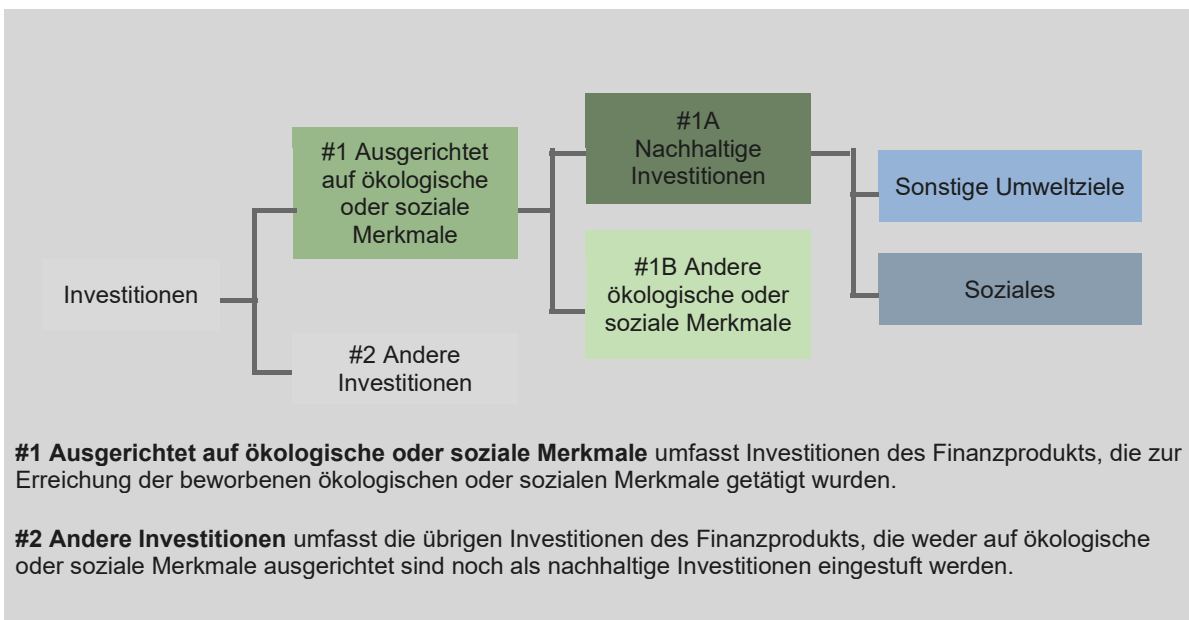 #1 Ausgerichtet
auf ökologische
oder soziale
Merkmale
#1A
Nachhaltige
Investitionen
Sonstige Umweltziele
#1B Andere
ökologische oder
soziale Merkmale
Soziales
Investitionen
#2 Andere
Investitionen
#1 Ausgerichtet auf ökologische oder soziale Merkmale umfasst Investitionen des Finanzprodukts, die zur
Erreichung der beworbenen ökologischen oder sozialen Merkmale getätigt wurden.
#2 Andere Investitionen umfasst die übrigen Investitionen des Finanzprodukts, die weder auf ökologische
oder soziale Merkmale ausgerichtet sind noch als nachhaltige Investitionen eingestuft werden.